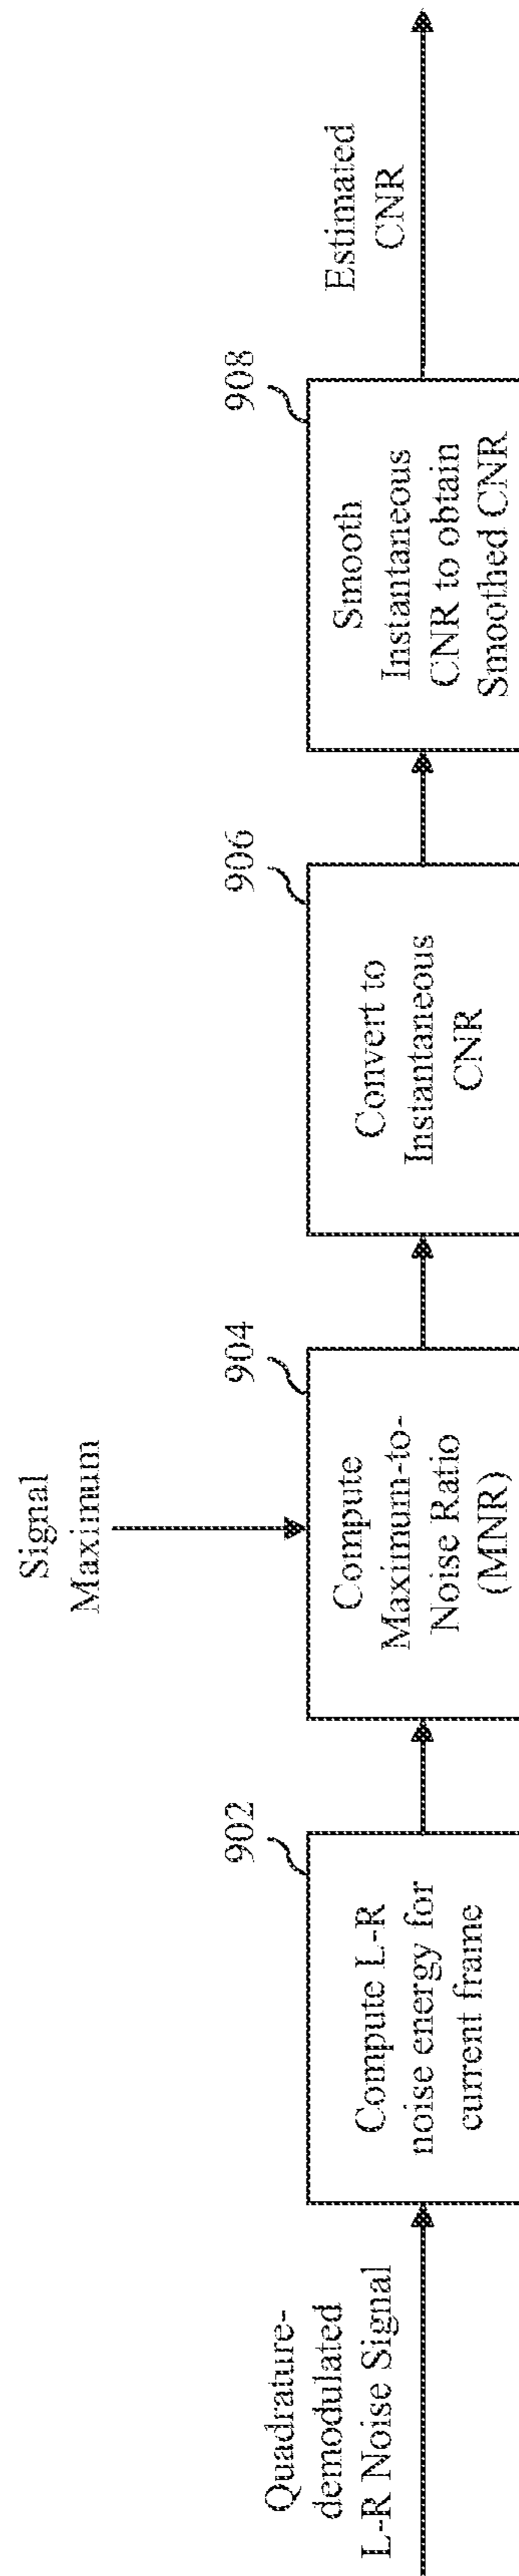 Quadrature-
demodulated
L-R Noise Signal
902
Compute L-R
noise energy for
current frame
Signal
Maximum
904
Compute
Maximum-to-
Noise Ratio
(MNR)
906
Convert to
Instantaneous
CNR
908
Smooth
Instantaneous
CNR to obtain
Smoothed CNR
Estimated
CNR